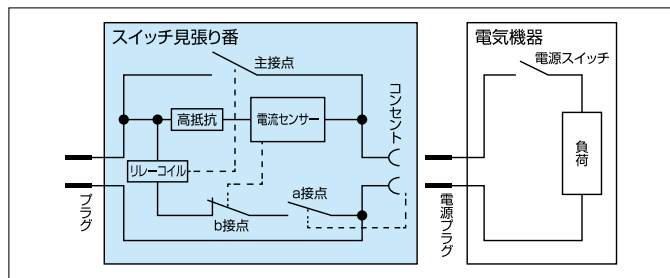 スイッチ見張り番
電気機器
主接点
電源スイッチ
コンセント
高抵抗
電流センサー
負荷
リレーコイル
a接点
b接点
プラグ
電源プラグ